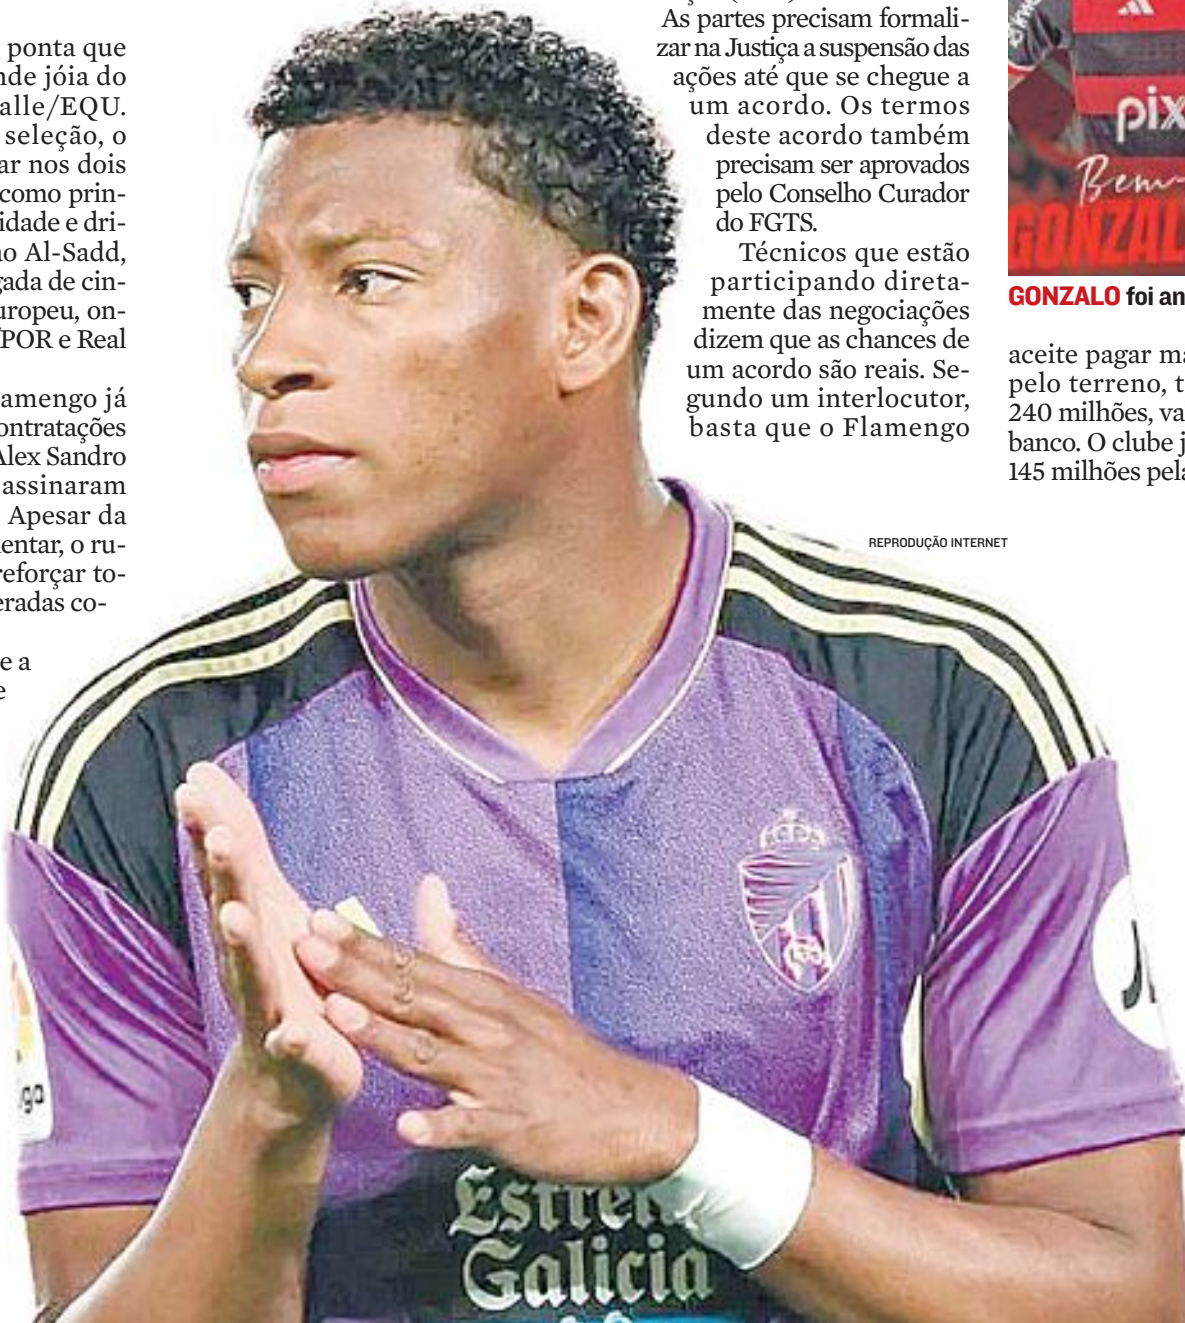 ponta que
nde jóia do
alle/EQU.
seleção, o
ar nos dois
como prin-
idade e dri-
o Al-Sadd,
gada de cin-
uropeu, on-
/POR e Real
amengo já
ontratações
Alex Sandro
assinaram
Apesar da
entar, o ru-
reforçar to-
eradas co-
e a
e
As partes precisam formali-
zar na Justiça a suspensão das
ações até que se chegue a
um acordo. Os termos
deste acordo também
precisam ser aprovados
pelo Conselho Curador
do FGTS.
Técnicos que estão
participando direta-
mente das negociações
dizem que as chances de
um acordo são reais. Se-
gundo um interlocutor,
basta que o Flamengo
pix
Bem-
GONZAL
GONZALO foi an
aceite pagar ma
pelo terreno, t
240 milhões, va
banco. O clube j
145 milhões pela
REPRODUÇÃO INTERNET
ga
Estrell
Galicia